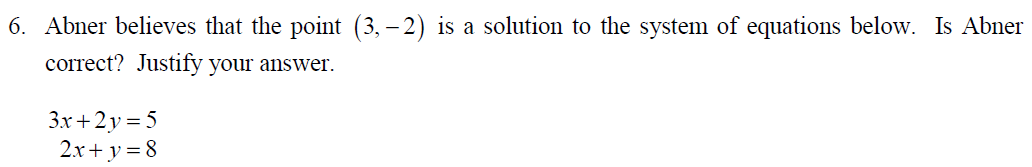 6. Abner believes that the point (3, −2) is a solution to the system of equations below. Is Abner
correct? Justify your answer.
3x + 2y = 5
2x + y = 8